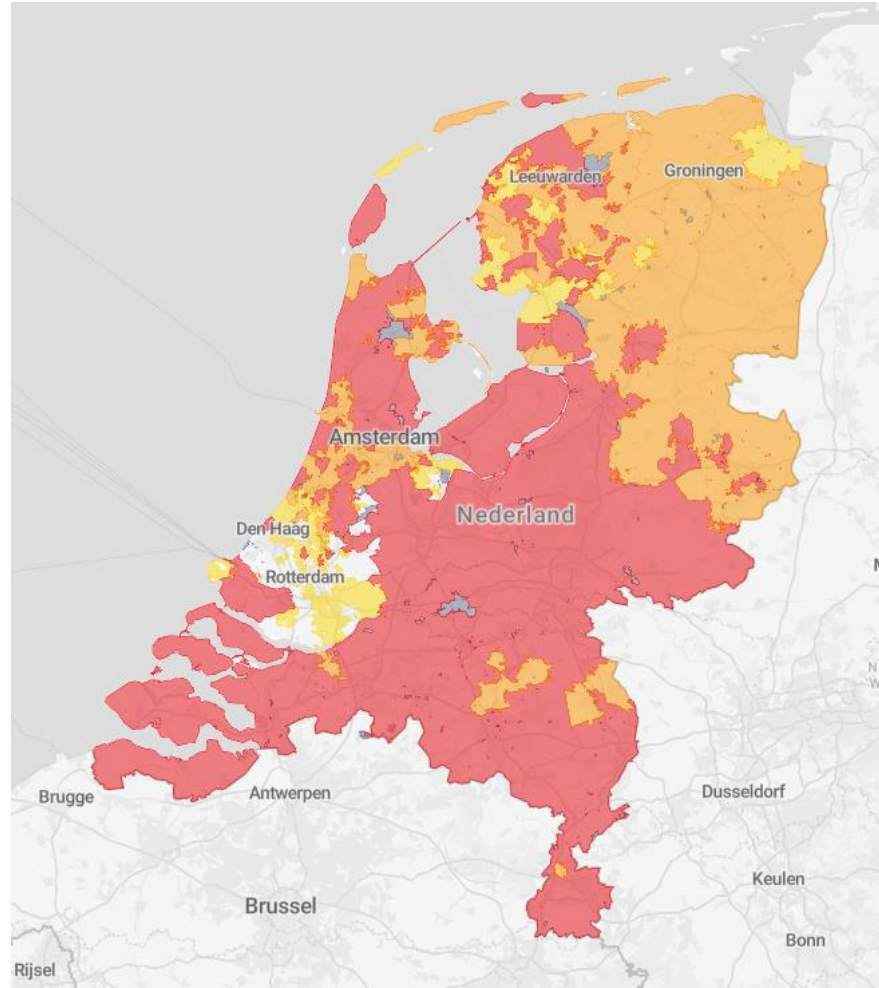 Leeuwarden
Groningen
Amsterdam
Den Haag
Nederland
Rotterdam
M
N
W
Brugge
Antwerpen
Dusseldorf
Keulen
Brussel
Bonn
Rijsel